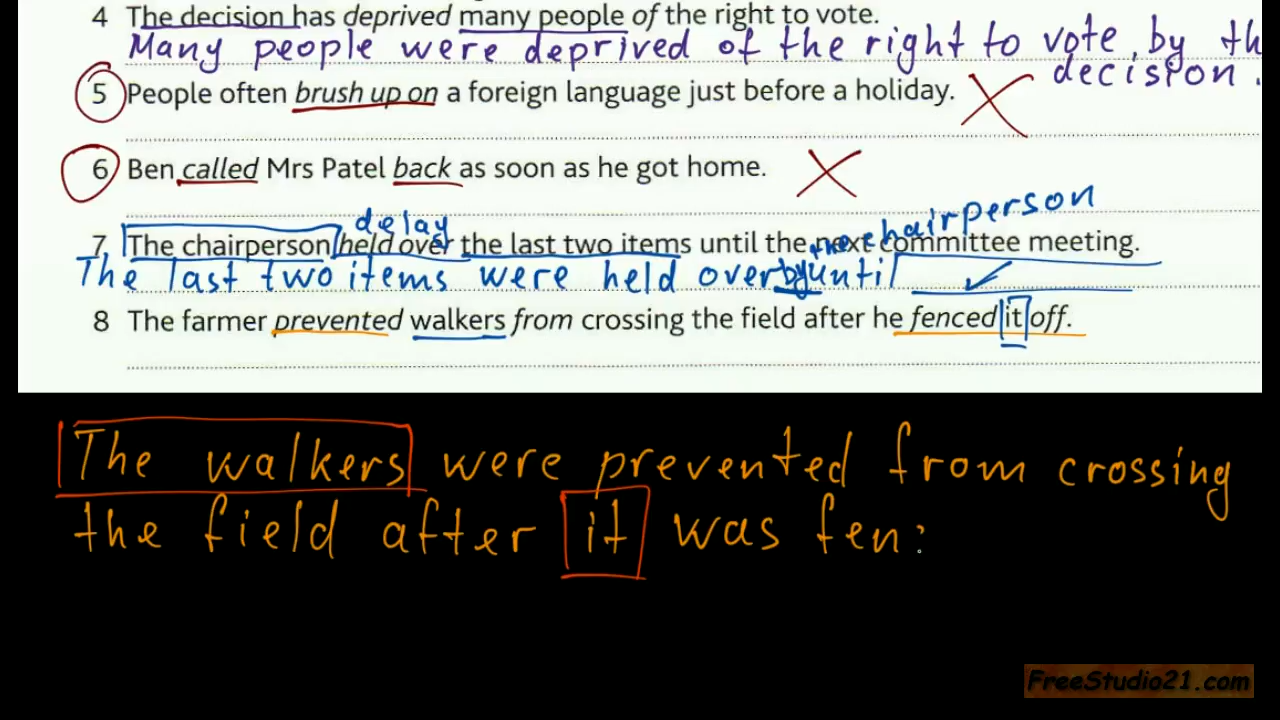 4 The decision has deprived many people of the right to vote.
Many people were deprived of the right to vote by th
decision.
5 People often brush up on a foreign language just before a holiday.
6 Ben called Mrs Patel back as soon as he got home.
delay
chairperson
7 The chairperson held over the last two items until the next committee meeting.
The last two items were held over by until
8 The farmer prevented walkers from crossing the field after he fenced it off.
The walkers were prevented from crossing
the field after it was fen
FreeStudio21.com